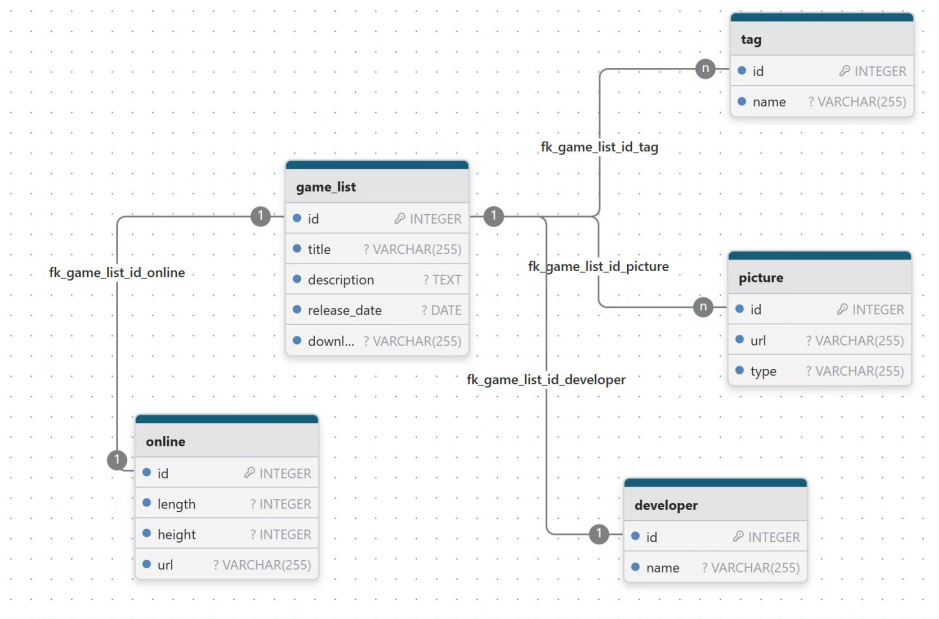 tag
id INTEGER
name ? VARCHAR(255)
n
fk_game_list_id_tag
game_list
1 id INTEGER 1
title ? VARCHAR(255)
description ? TEXT
release_date ? DATE
downl... ? VARCHAR(255)
fk_game_list_id_online
fk_game_list_id_picture
picture
n id INTEGER
url ? VARCHAR(255)
type ? VARCHAR(255)
fk_game_list_id_developer
online
1 id INTEGER
length ? INTEGER
height ? INTEGER
url ? VARCHAR(255)
developer
1 id INTEGER
name ? VARCHAR(255)